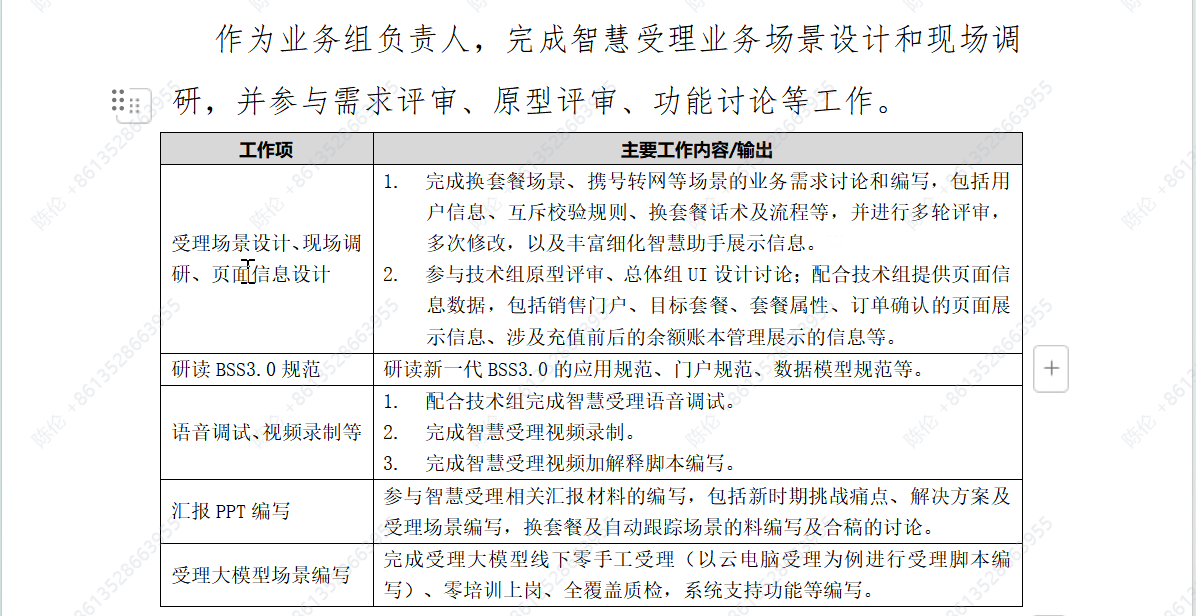 作为业务组负责人，完成智慧受理业务场景设计和现场调
研，并参与需求评审、原型评审、功能讨论等工作。
工作项
主要工作内容/输出
受理场景设计、现场调
研、页面信息设计
1. 完成换套餐场景、携号转网等场景的业务需求讨论和编写，包括用
户信息、互斥校验规则、换套餐话术及流程等，并进行多轮评审，
多次修改，以及丰富细化智慧助手展示信息。
2. 参与技术组原型评审、总体组 UI 设计讨论；配合技术组提供页面信
息数据，包括销售门户、目标套餐、套餐属性、订单确认的页面展
示信息、涉及充值前后的余额账本管理展示的信息等。
研读 BSS3.0 规范
研读新一代 BSS3.0 的应用规范、门户规范、数据模型规范等。
语音调试、视频录制等
1. 配合技术组完成智慧受理语音调试。
2. 完成智慧受理视频录制。
3. 完成智慧受理视频加解释脚本编写。
汇报 PPT 编写
参与智慧受理相关汇报材料的编写，包括新时期挑战痛点、解决方案及
受理场景编写，换套餐及自动跟踪场景的料编写及合稿的讨论。
受理大模型场景编写
完成受理大模型线下零手工受理（以云电脑受理为例进行受理脚本编
写）、零培训上岗、全覆盖质检，系统支持功能等编写。
陈伦 +8613528663955